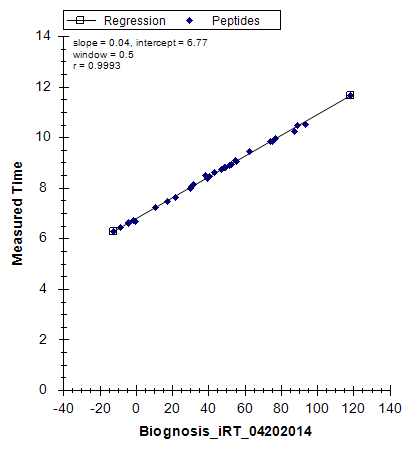 Regression Peptides
slope = 0.04, intercept = 6.77
window = 0.5
r = 0.9993
14
12
10
8
6
4
2
0
Measured Time
-40 -20 0 20 40 60 80 100 120 140
Biognosis_iRT_04202014